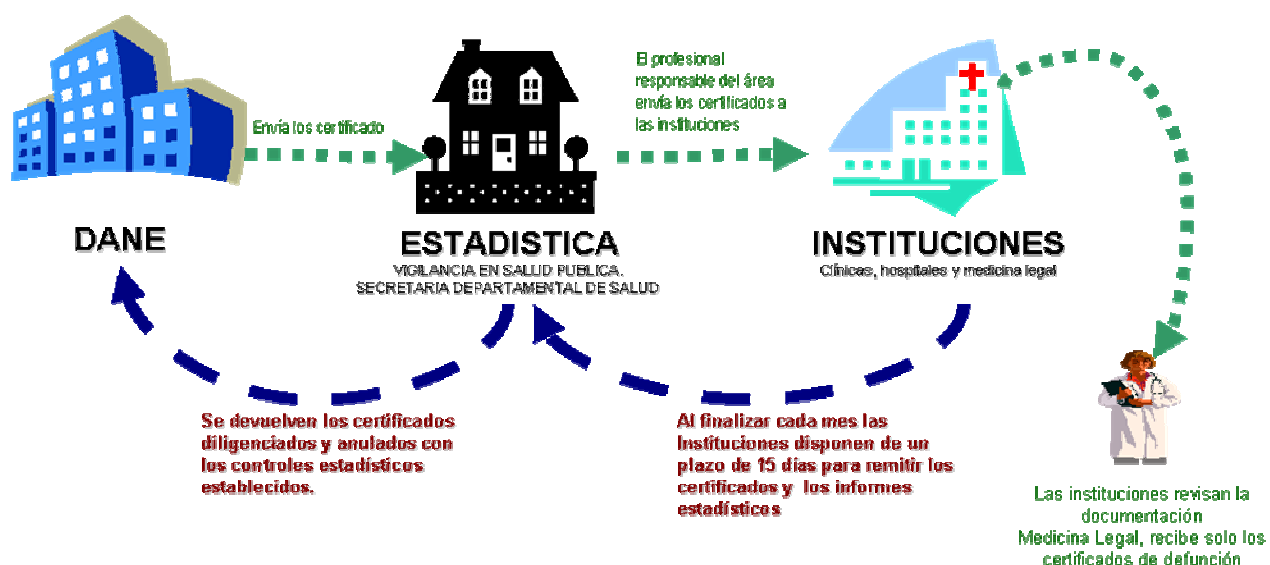 Envía los certificado
El profesional
responsable del área
envía los certificados a
las instituciones
DANE
ESTADISTICA
VIGILANCIA EN SALUD PUBLICA.
SECRETARIA DEPARTAMENTAL DE SALUD
INSTITUCIONES
Clínicas, hospitales y medicina legal
Se devuelven los certificados
diligenciados y anulados con
los controles estadísticos
establecidos.
Al finalizar cada mes las
Instituciones disponen de un
plazo de 15 días para remitir los
certificados y los informes
estadísticos
Las instituciones revisan la
documentación
Medicina Legal, recibe solo los
certificados de defunción